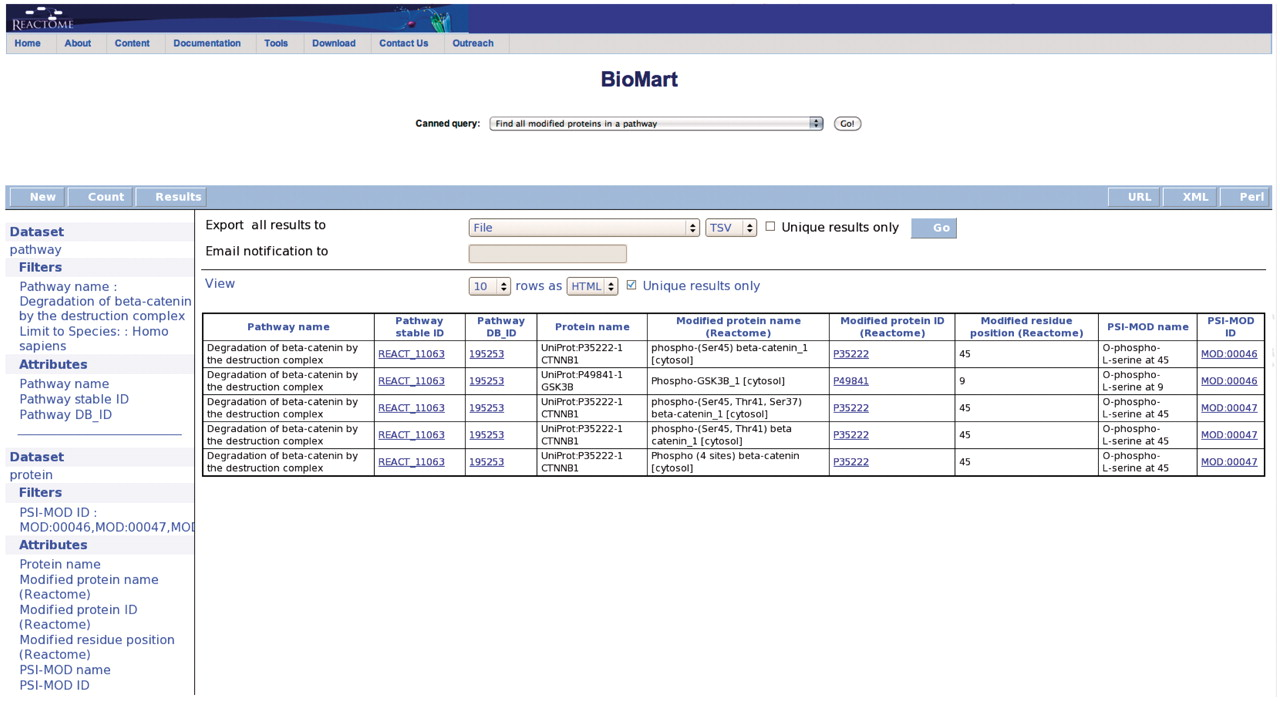 REACTOME
Home About Content Documentation Tools Download Contact Us Outreach
BioMart
Canned query: Find all modified proteins in a pathway Go!
New Count Results URL XML Perl
Dataset
pathway
Filters
Pathway name :
Degradation of beta-catenin
by the destruction complex
Limit to Species: : Homo
sapiens
Attributes
Pathway name
Pathway stable ID
Pathway DB_ID
Dataset
protein
Filters
PSI-MOD ID :
MOD:00046,MOD:00047,MOD
Attributes
Protein name
Modified protein name
(Reactome)
Modified protein ID
(Reactome)
Modified residue position
(Reactome)
PSI-MOD name
PSI-MOD ID
Export all results to File TSV Unique results only Go
Email notification to
View 10 rows as HTML Unique results only
Pathway name Pathway stable ID Pathway DB_ID Protein name Modified protein name (Reactome) Modified protein ID (Reactome) Modified residue position (Reactome) PSI-MOD name PSI-MOD ID
Degradation of beta-catenin by the destruction complex REACT_11063 195253 UniProt:P35222-1 CTNNB1 phospho-(Ser45) beta-catenin_1 [cytosol] P35222 45 O-phospho-L-serine at 45 MOD:00046
Degradation of beta-catenin by the destruction complex REACT_11063 195253 UniProt:P49841-1 GSK3B Phospho-GSK3B_1 [cytosol] P49841 9 O-phospho-L-serine at 9 MOD:00046
Degradation of beta-catenin by the destruction complex REACT_11063 195253 UniProt:P35222-1 CTNNB1 phospho-(Ser45, Thr41, Ser37) beta-catenin_1 [cytosol] P35222 45 O-phospho-L-serine at 45 MOD:00047
Degradation of beta-catenin by the destruction complex REACT_11063 195253 UniProt:P35222-1 CTNNB1 phospho-(Ser45, Thr41) beta catenin_1 [cytosol] P35222 45 O-phospho-L-serine at 45 MOD:00047
Degradation of beta-catenin by the destruction complex REACT_11063 195253 UniProt:P35222-1 CTNNB1 Phospho (4 sites) beta-catenin [cytosol] P35222 45 O-phospho-L-serine at 45 MOD:00047